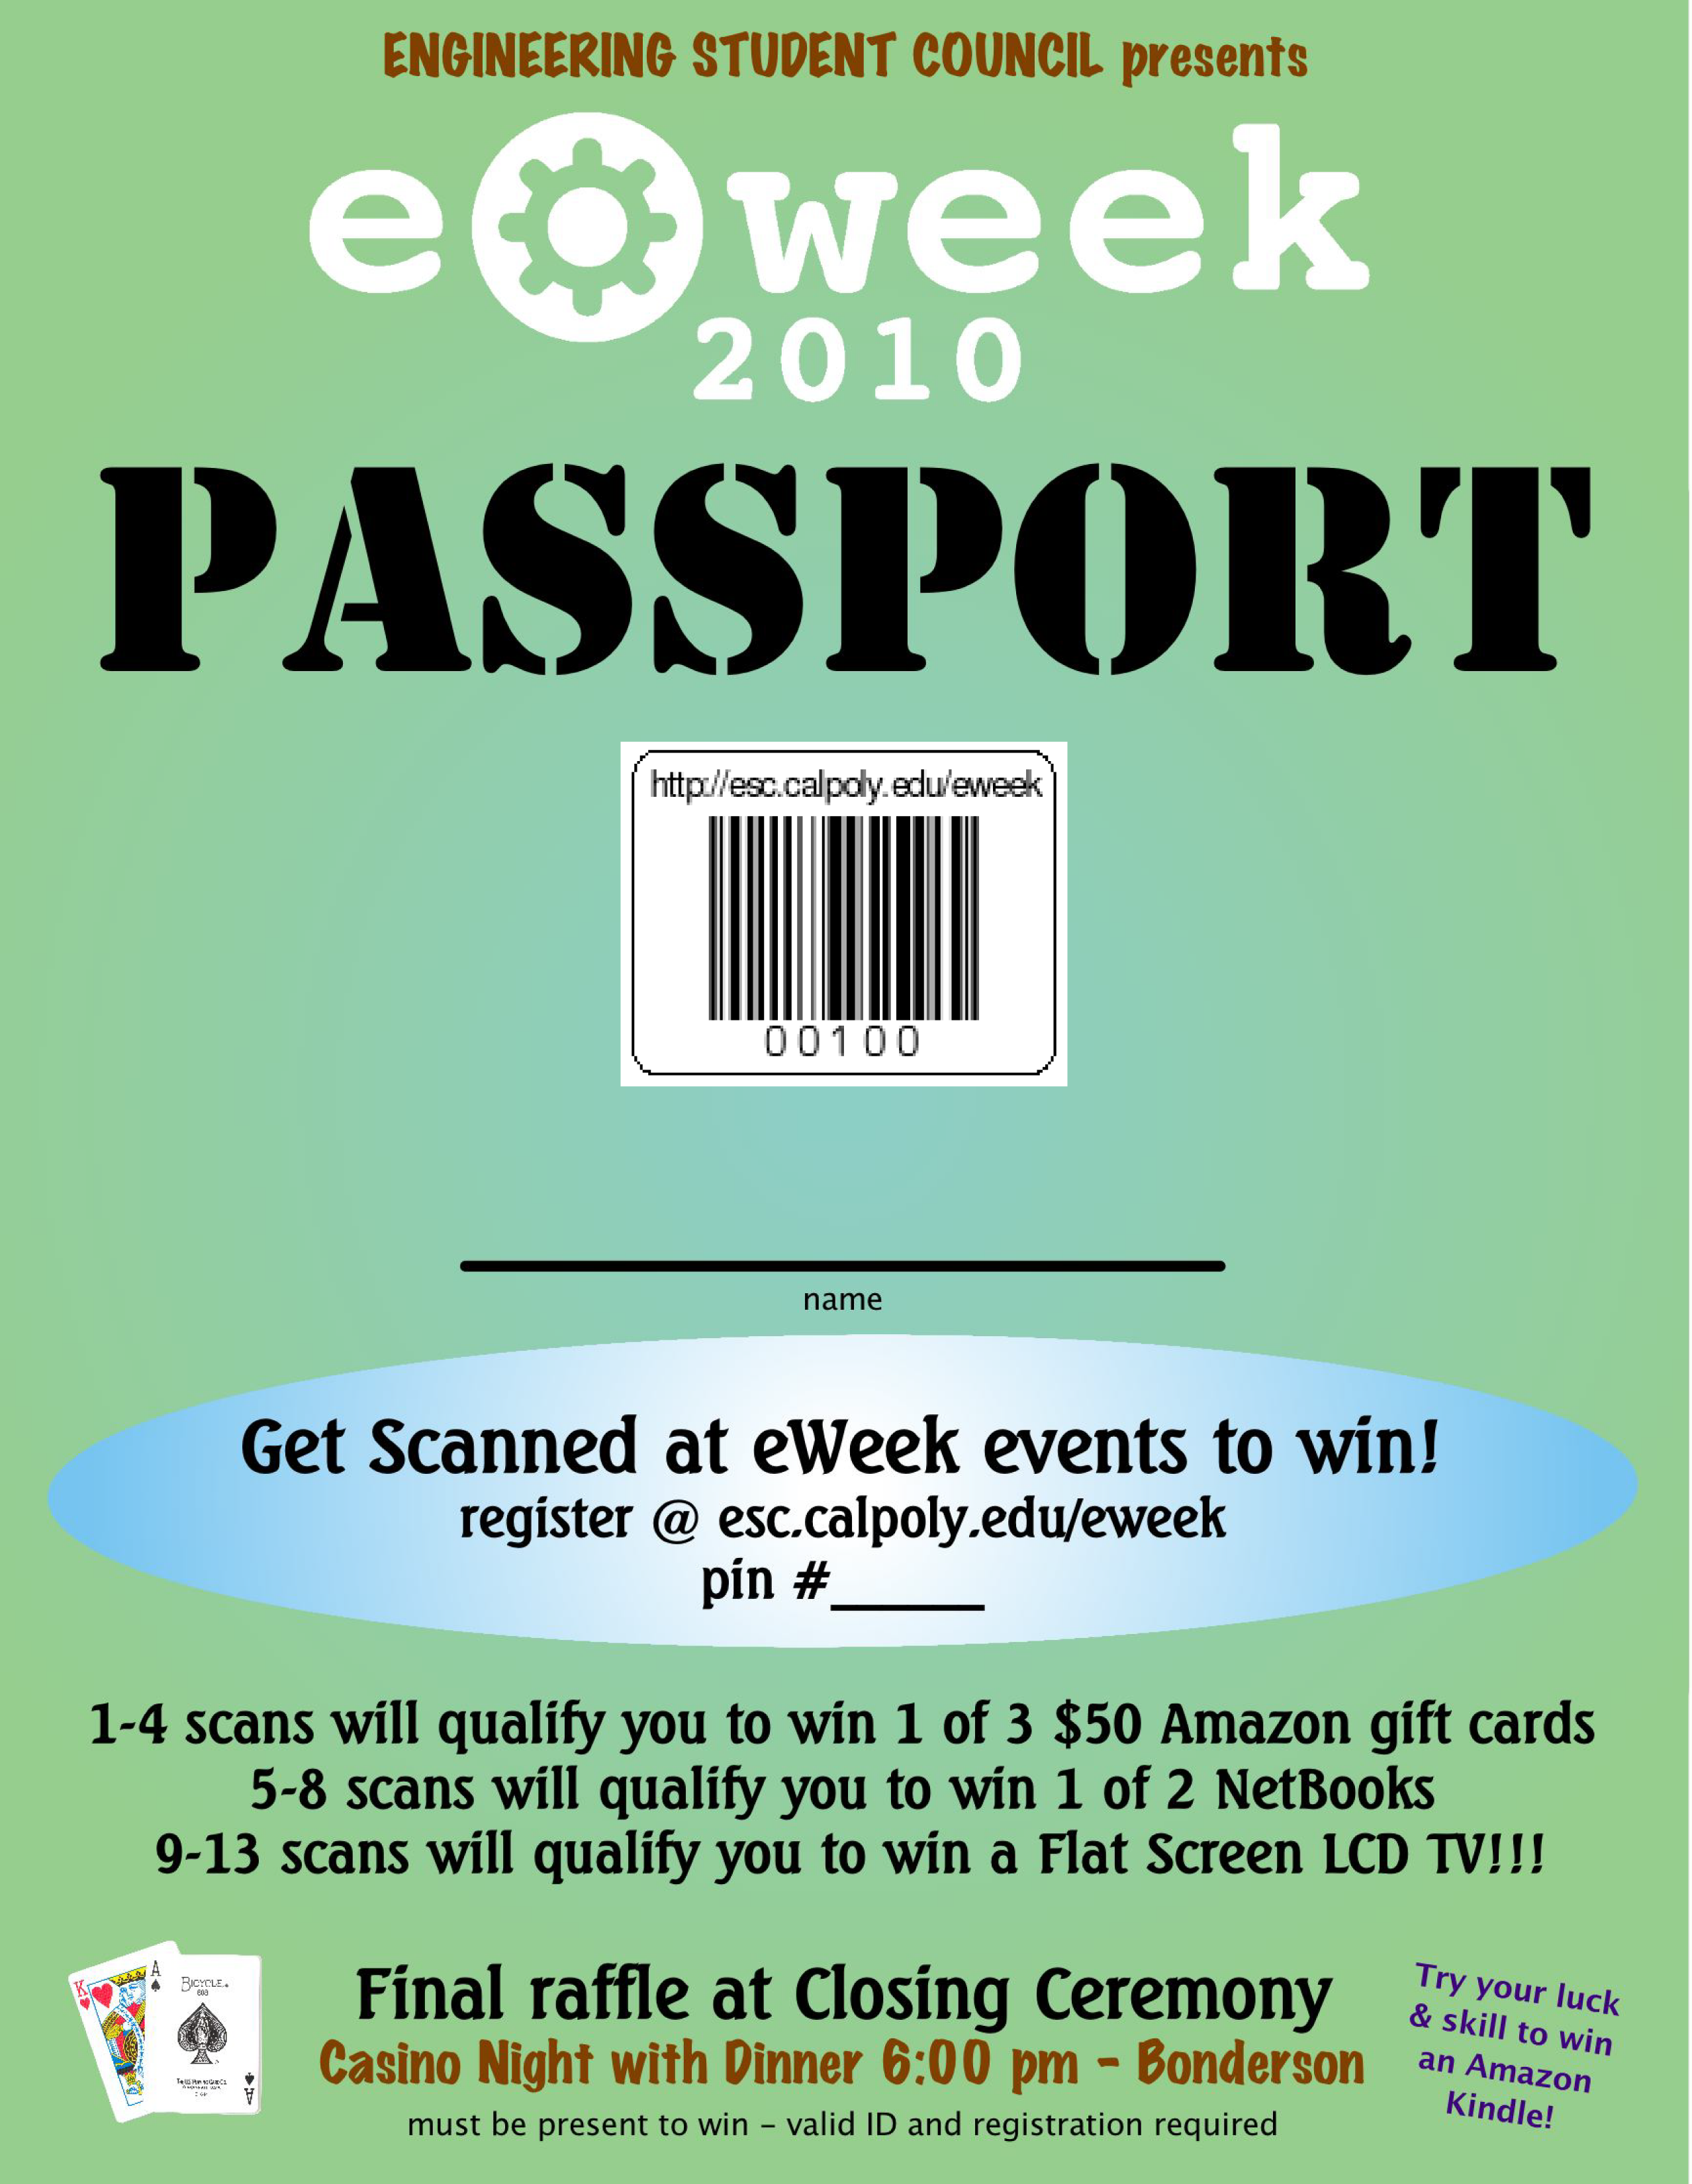 ENGINEERING STUDENT COUNCIL presents
e week
2010
PASSPORT
http://esc.calpoly.edu/eweek
00100
name
Get Scanned at eWeek events to win!
register @ esc.calpoly.edu/eweek
pin #_____
1-4 scans will qualify you to win 1 of 3 $50 Amazon gift cards
5-8 scans will qualify you to win 1 of 2 NetBooks
9-13 scans will qualify you to win a Flat Screen LCD TV!!!
K
A
BICYCLE
808
A
Final raffle at Closing Ceremony
Casino Night with Dinner 6:00 pm - Bonderson
must be present to win – valid ID and registration required
Try your luck
& skill to win
an Amazon
Kindle!